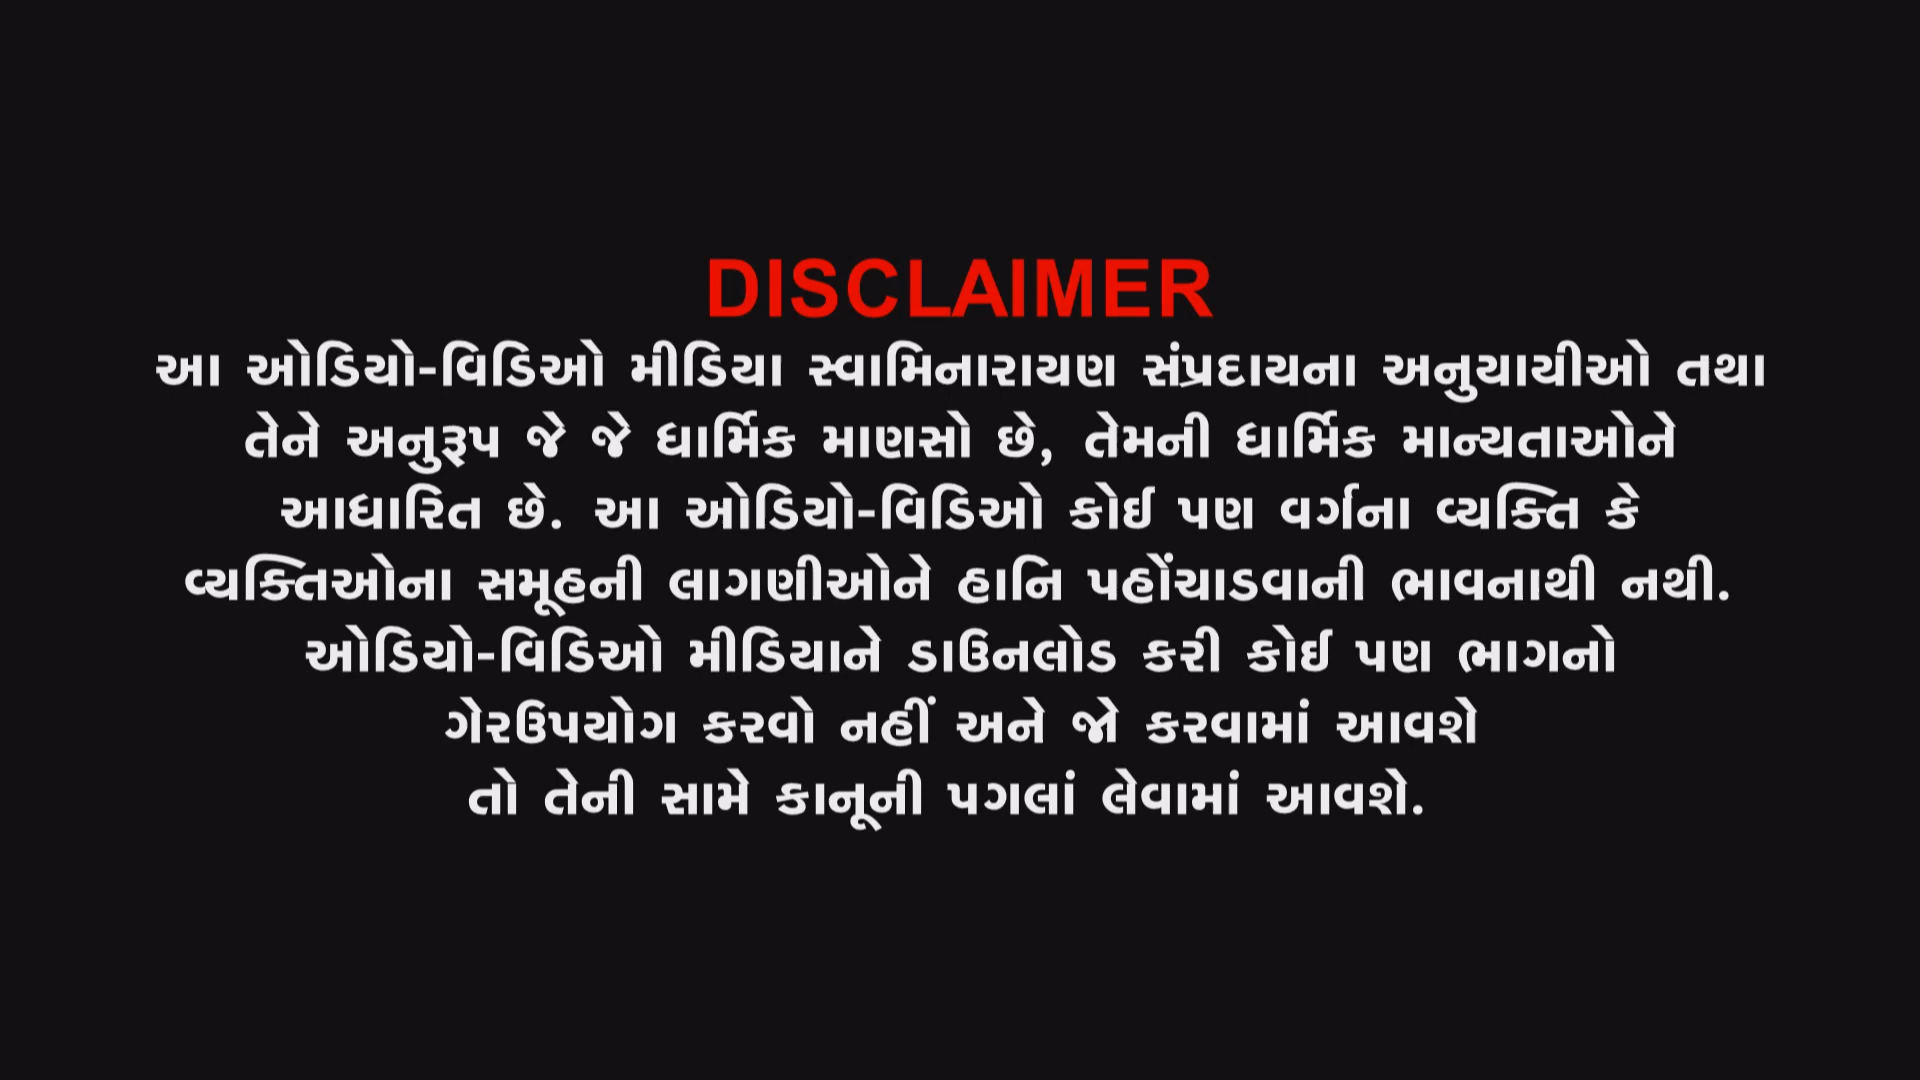 DISCLAIMER
આ ઓડિયો-વિડિઓ મીડિયા સ્વામિનારાયણ સંપ્રદાયના અનુયાયીઓ તથા
તેને અનુરૂપ જે જે ધાર્મિક માણસો છે, તેમની ધાર્મિક માન્યતાઓને
આધારિત છે. આ ઓડિયો-વિડિઓ કોઈ પણ વર્ગના વ્યક્તિ કે
વ્યક્તિઓના સમૂહની લાગણીઓને હાનિ પહોંચાડવાની ભાવનાથી નથી.
ઓડિયો-વિડિઓ મીડિયાને ડાઉનલોડ કરી કોઈ પણ ભાગનો
ગેરઉપયોગ કરવો નહીં અને જો કરવામાં આવશે
તો તેની સામે કાનૂની પગલાં લેવામાં આવશે.